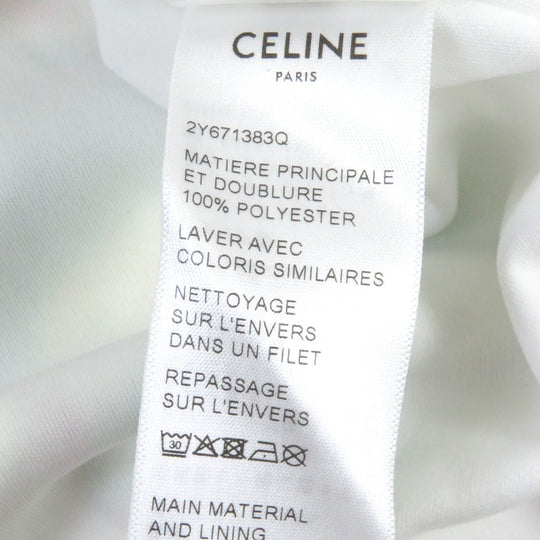 CELINE
PARIS
2Y671383Q
MATIERE PRINCIPALE
ET DOUBLURE
100% POLYESTER
LAVER AVEC
COLORIS SIMILAIRES
NETTOYAGE
SUR L'ENVERS
DANS UN FILET
REPASSAGE
SUR L'ENVERS
30
MAIN MATERIAL
AND LINING